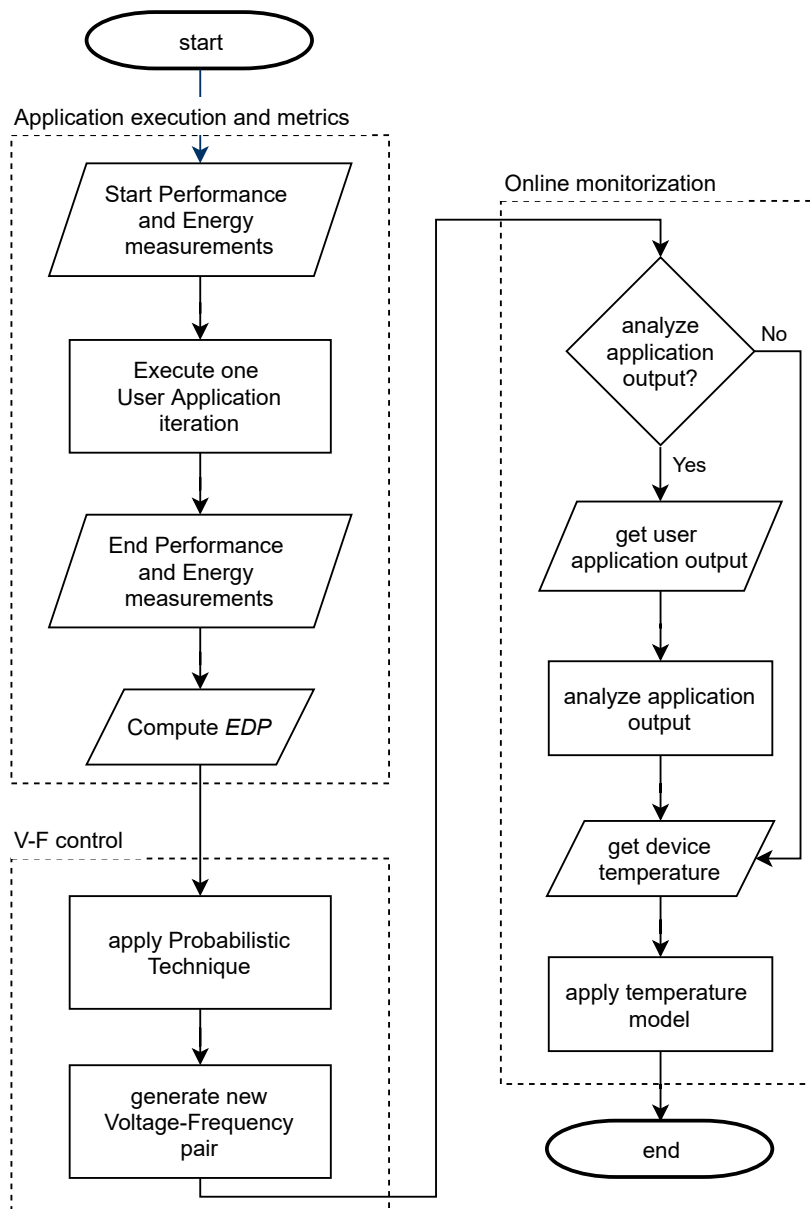 start
Application execution and metrics
Start Performance
and Energy
measurements
Execute one
User Application
iteration
End Performance
and Energy
measurements
Compute EDP
V-F control
apply Probabilistic
Technique
generate new
Voltage-Frequency
pair
Online monitorization
analyze
application
output?
No
Yes
get user
application output
analyze application
output
get device
temperature
apply temperature
model
end